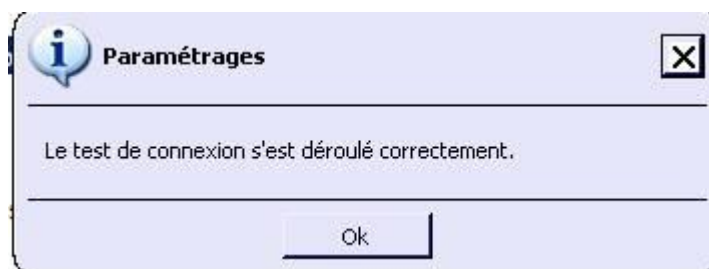 Paramétrages
Le test de connexion s'est déroulé correctement.
Ok